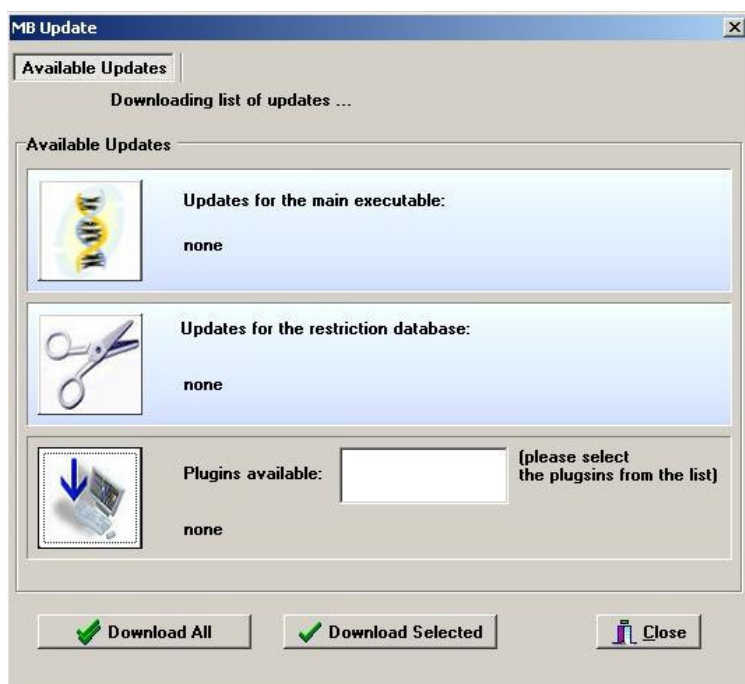 MB Update
Available Updates
Downloading list of updates ...
Available Updates
Updates for the main executable:
none
Updates for the restriction database:
none
Plugins available:
(please select
the plugsins from the list)
none
Download All
Download Selected
Close